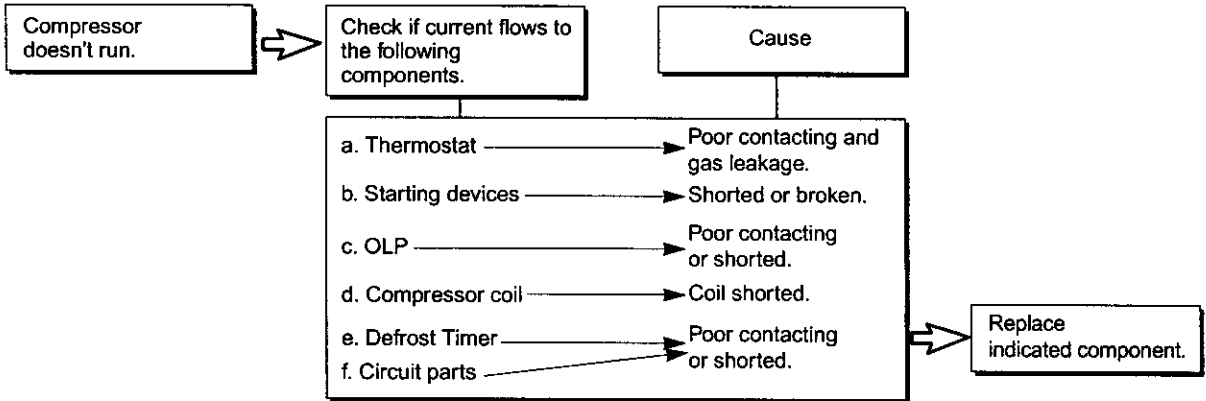 Compressor
doesn't run.
Check if current flows to
the following
components.
Cause
a. Thermostat
Poor contacting and
gas leakage.
b. Starting devices
Shorted or broken.
c. OLP
Poor contacting
or shorted.
d. Compressor coil
Coil shorted.
e. Defrost Timer
f. Circuit parts
Poor contacting
or shorted.
Replace
indicated component.